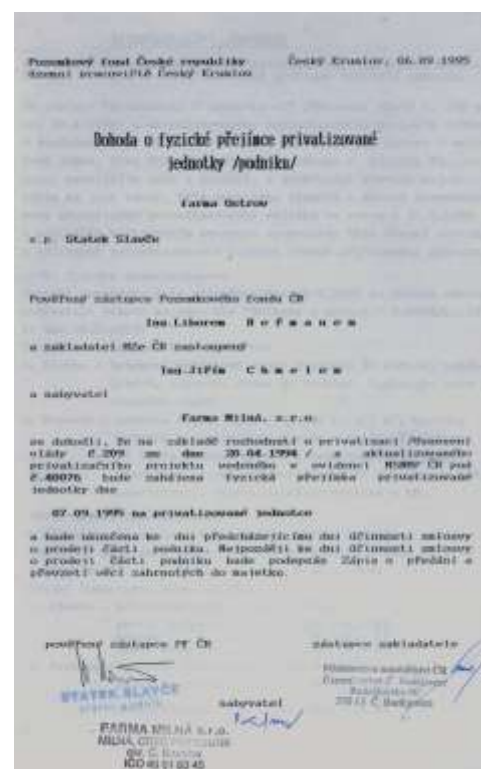 Pozemkový fond České republiky Český Krumlov, 06.09.1995
územní pracoviště Český Krumlov
Dohoda o fyzické přejímce privatizované
jednotky /podniku/
Farma Ostrov
s.p. Statek Slavče
Pověřený zástupce Pozemkového fondu ČR
Ing.Liborem H o f m a n e m
a zakladatel MZe ČR zastoupený
Ing.Jiřím C h m e l e m
a nabyvatel
Farma Milná, s.r.o.
se dohodli, že na základě rozhodnutí o privatizaci /Usnesení
vlády č.209 ze dne 20.04.1994 / a aktualizovaného
privatizačního projektu vedeného v evidenci MSNMP ČR pod
č.40076 bude zahájena fyzická přejímka privatizované
jednotky dne
07.09.1995 na privatizované jednotce
a bude ukončena ke dni předcházejícímu dni účinnosti smlouvy
o prodeji části podniku. Nejpozději ke dni účinnosti smlouvy
o prodeji části podniku bude podepsán Zápis o předání a
převzetí věcí zahrnutých do majetku.
pověřený zástupce PF ČR zástupce zakladatele
STATEK SLAVČE
nabyvatel
FARMA MILNÁ s.r.o.
MILNÁ,
IČO